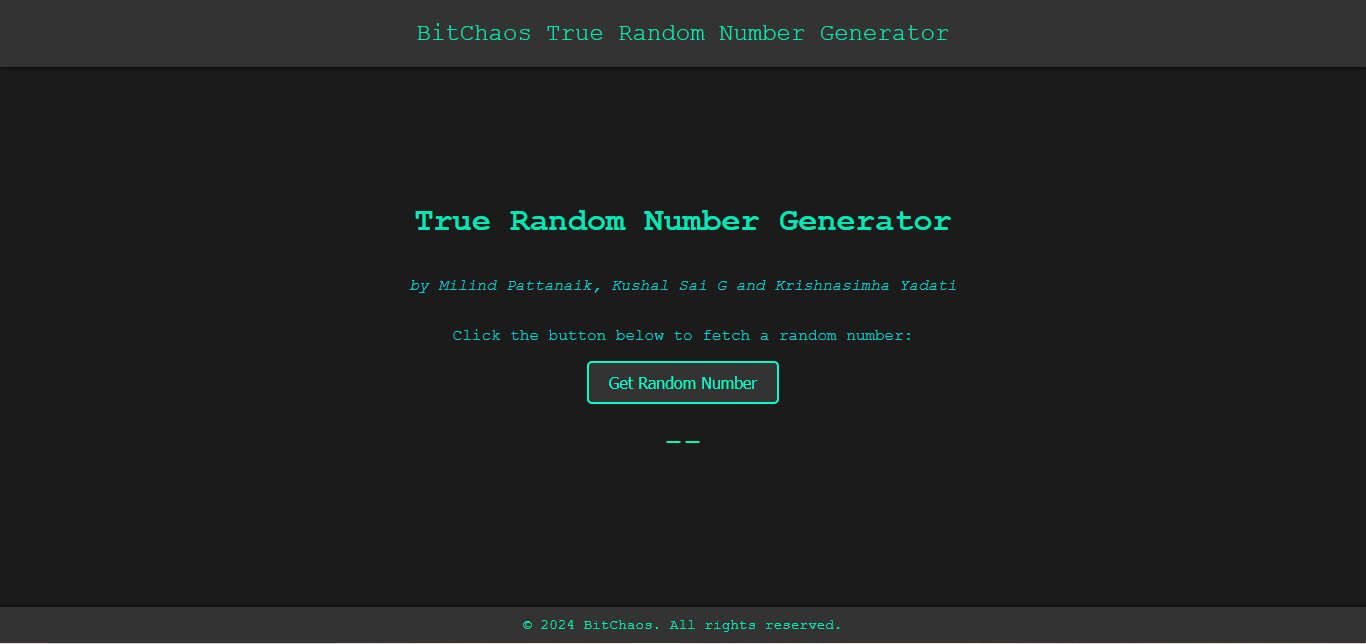 BitChaos True Random Number Generator
True Random Number Generator
by Milind Pattanaik, Kushal Sai G and Krishnasimha Yadati
Click the button below to fetch a random number:
Get Random Number
--
© 2024 BitChaos. All rights reserved.